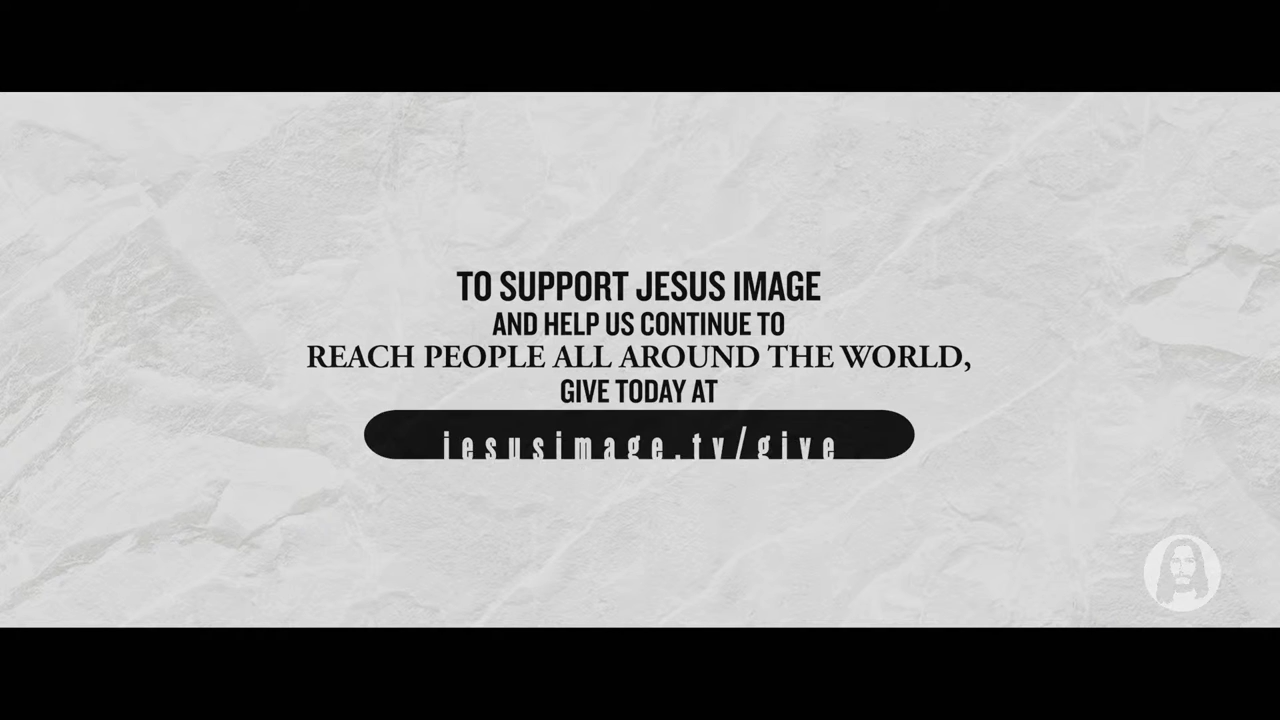 TO SUPPORT JESUS IMAGE
AND HELP US CONTINUE TO
REACH PEOPLE ALL AROUND THE WORLD,
GIVE TODAY AT
jesusimage.tv/give